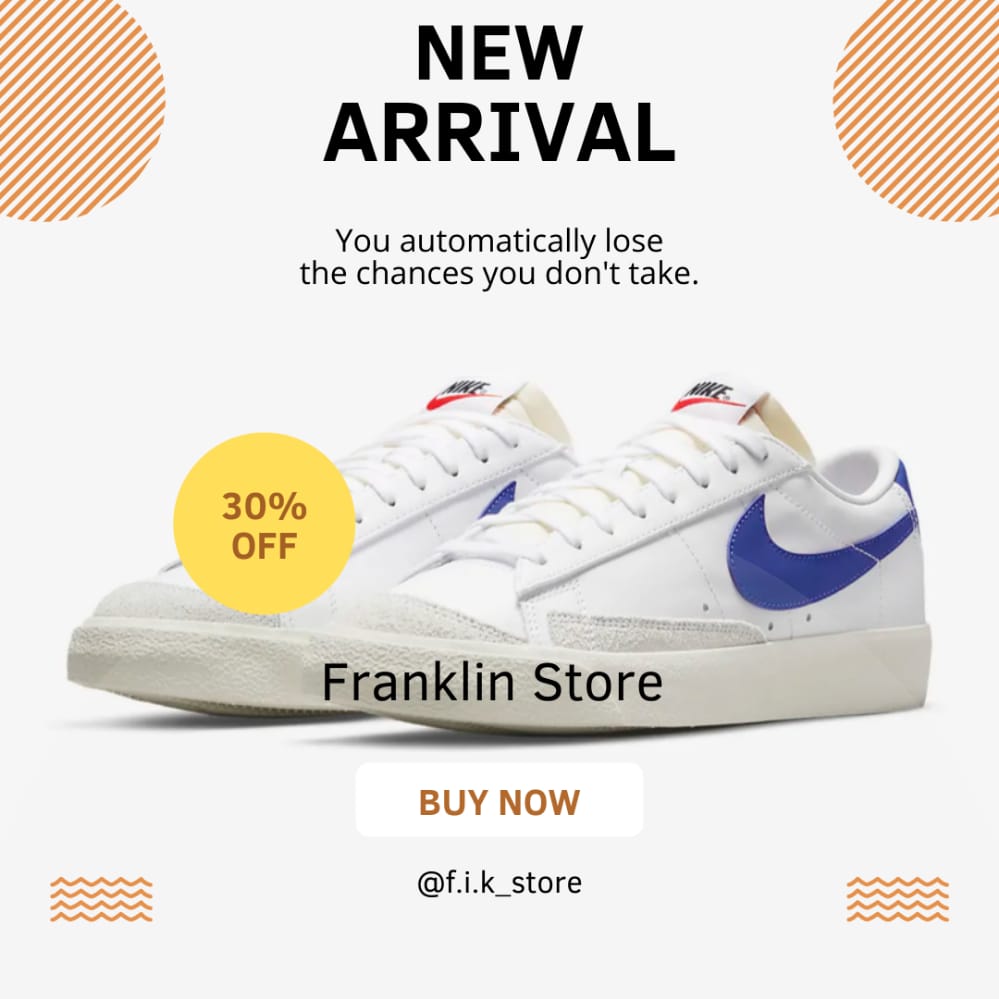 NEW
ARRIVAL
You automatically lose
the chances you don't take.
NIKE
NIKE
30%
OFF
Franklin Store
BUY NOW
@f.i.k_store